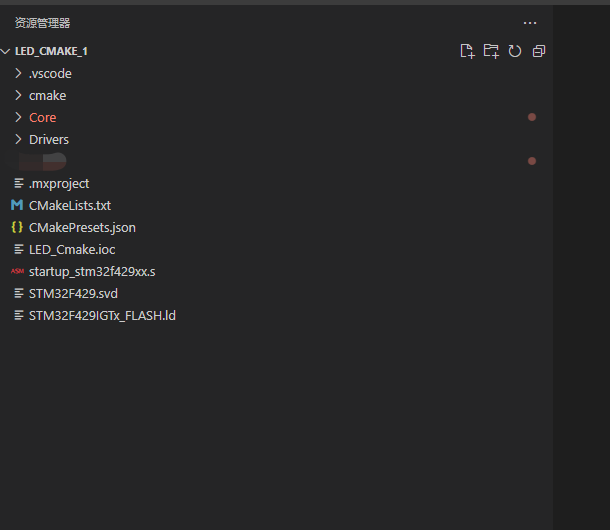 资源管理器
LED_CMAKE_1
.vscode
cmake
Core
Drivers
.mxproject
CMakeLists.txt
{} CMakePresets.json
LED_Cmake.ioc
ASM startup_stm32f429xx.s
STM32F429.svd
STM32F429IGTx_FLASH.ld